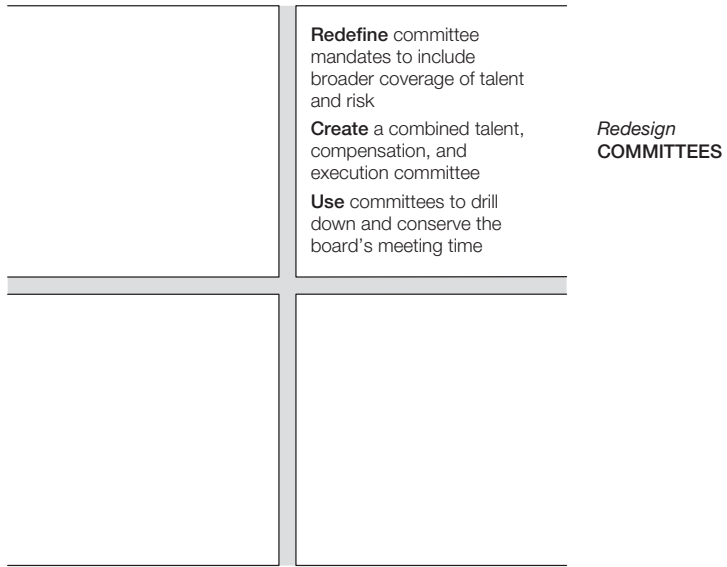 Redefine committee
mandates to include
broader coverage of talent
and risk
Create a combined talent,
compensation, and
execution committee
Use committees to drill
down and conserve the
board's meeting time
Redesign
COMMITTEES